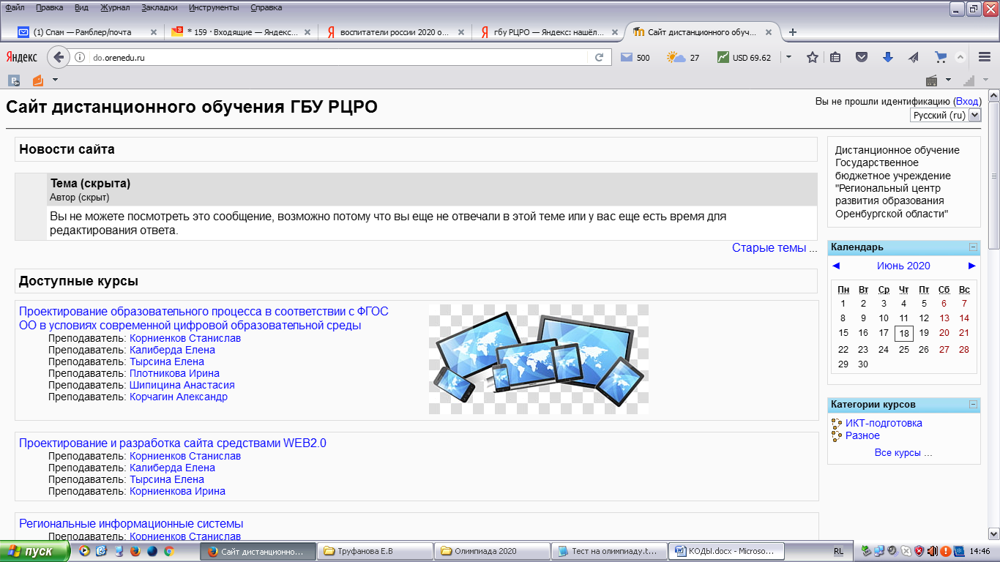 Файл Правка Вид Журнал Закладки Инструменты Справка
(1) Спам — Рамблер/почта
* 159 · Входящие — Яндекс...
воспитатели россии 2020 о...
гбу РЦРО — Яндекс: нашёл...
Сайт дистанционного обуч...
Яндекс
do.orenedu.ru
500
27
USD 69.62
Сайт дистанционного обучения ГБУ РЦРО
Вы не прошли идентификацию (Вход)
Русский (ru)
Новости сайта
Тема (скрыта)
Автор (скрыт)
Вы не можете посмотреть это сообщение, возможно потому что вы еще не отвечали в этой теме или у вас еще есть время для
редактирования ответа.
Старые темы ...
Доступные курсы
Проектирование образовательного процесса в соответствии с ФГОС
ОО в условиях современной цифровой образовательной среды
Преподаватель: Корниенков Станислав
Преподаватель: Калиберда Елена
Преподаватель: Тырсина Елена
Преподаватель: Плотникова Ирина
Преподаватель: Шипицина Анастасия
Преподаватель: Корчагин Александр
Проектирование и разработка сайта средствами WEB2.0
Преподаватель: Корниенков Станислав
Преподаватель: Калиберда Елена
Преподаватель: Тырсина Елена
Преподаватель: Корниенкова Ирина
Региональные информационные системы
Преподаватель: Корниенков Станислав
Дистанционное обучение
Государственное
бюджетное учреждение
"Региональный центр
развития образования
Оренбургской области"
Календарь
Июнь 2020
Пн Вт Ср Чт Пт Сб Вс
1 2 3 4 5 6 7
8 9 10 11 12 13 14
15 16 17 18 19 20 21
22 23 24 25 26 27 28
29 30
Категории курсов
ИКТ-подготовка
Разное
Все курсы ...
пуск
Сайт дистанционно...
Труфанова Е.В
Олимпиада 2020
Тест на олимпиаду.t...
КОДЫ.docx - Microso...
RL
14:46